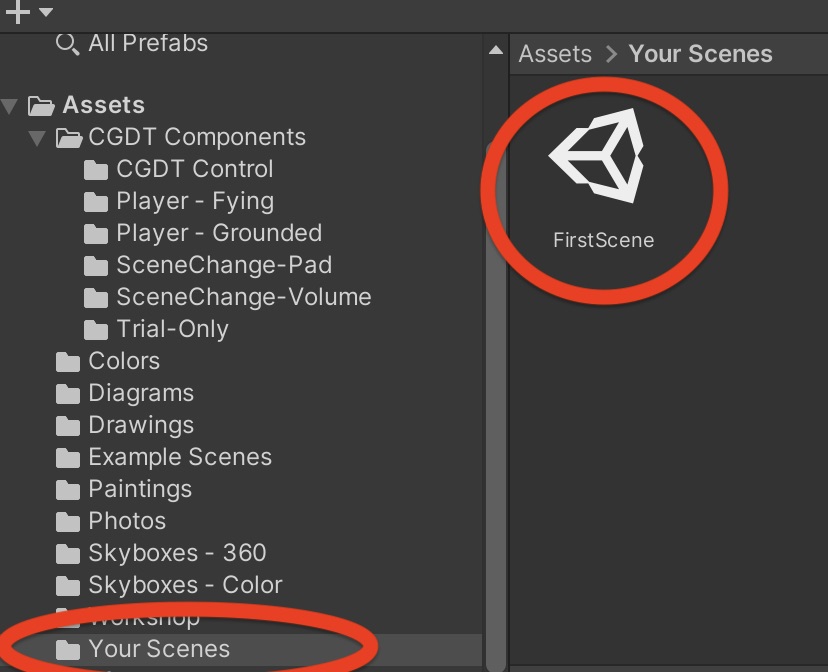 All Prefabs
Assets
CGDT Components
CGDT Control
Player - Fying
Player - Grounded
SceneChange-Pad
SceneChange-Volume
Trial-Only
Colors
Diagrams
Drawings
Example Scenes
Paintings
Photos
Skyboxes - 360
Skyboxes - Color
Workshop
Your Scenes
Assets > Your Scenes
FirstScene